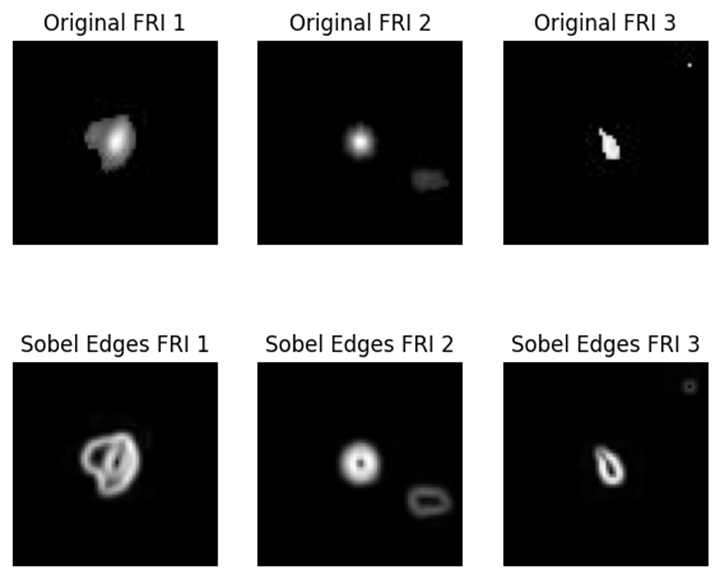 Original FRI 1
Original FRI 2
Original FRI 3
Sobel Edges FRI 1
Sobel Edges FRI 2
Sobel Edges FRI 3